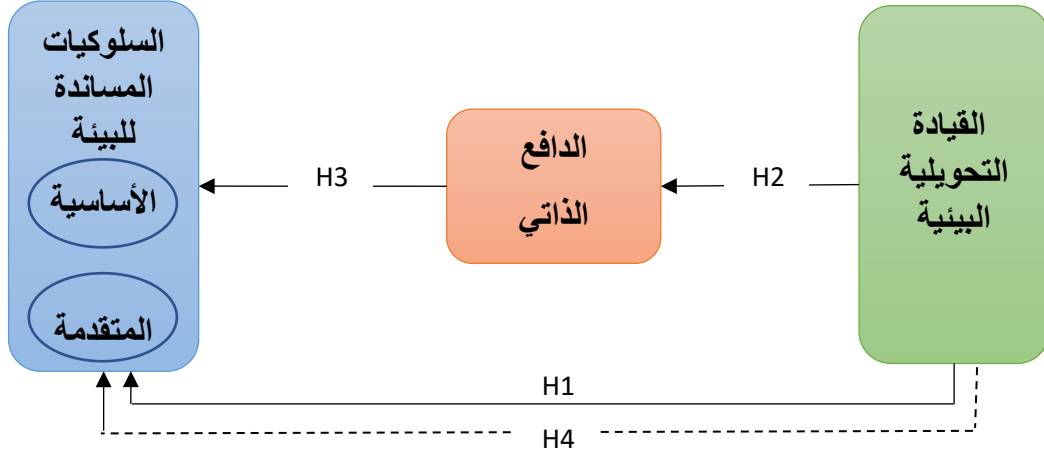 القيادة
التحويلية
البيئية
H2
الدافع
الذاتي
H3
السلوكيات
المساندة
للبيئة
الأساسية
المتقدمة
H1
H4